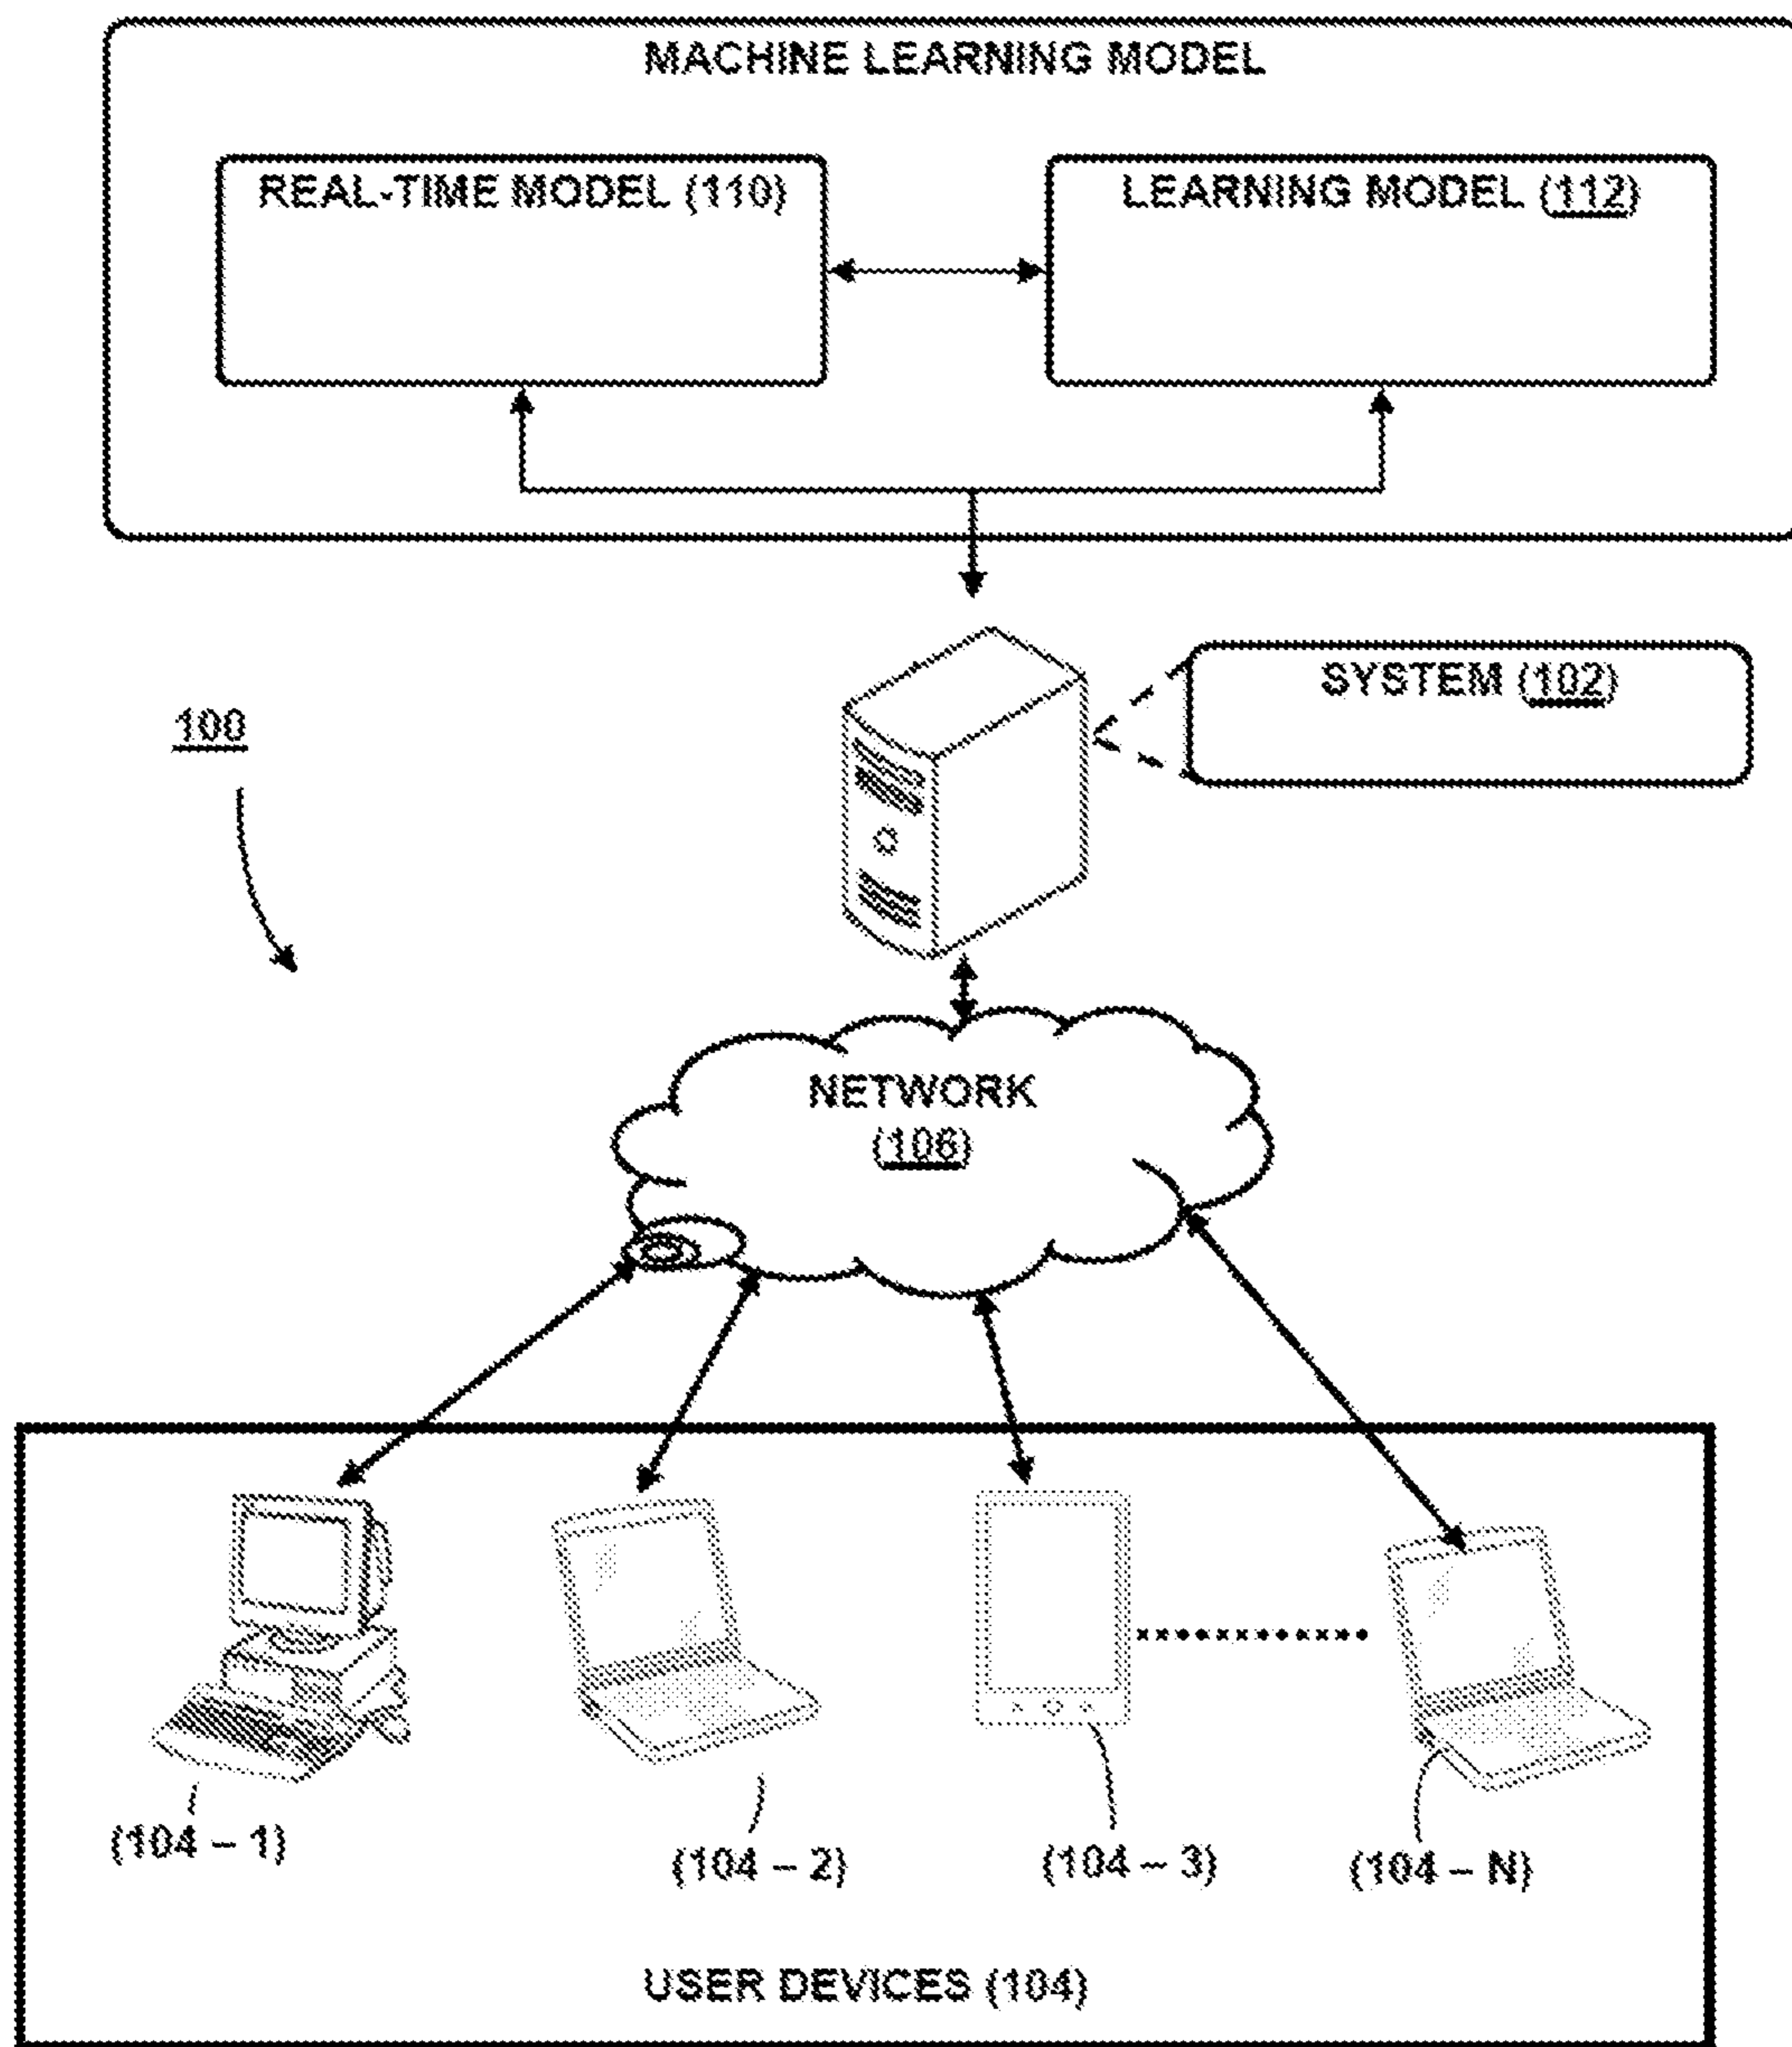 MACHINE LEARNING MODEL
REAL-TIME MODEL (110)
LEARNING MODEL (112)
SYSTEM (102)
100
NETWORK
(106)
(104 – 1)
(104 – 2)
(104 – 3)
(104 – N)
USER DEVICES (104)